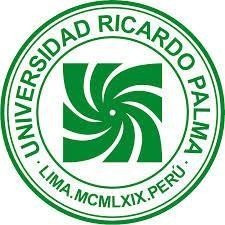 · UNIVERSIDAD RICARDO PALMA ·
LIMA.MCMLXIX.PERÚ